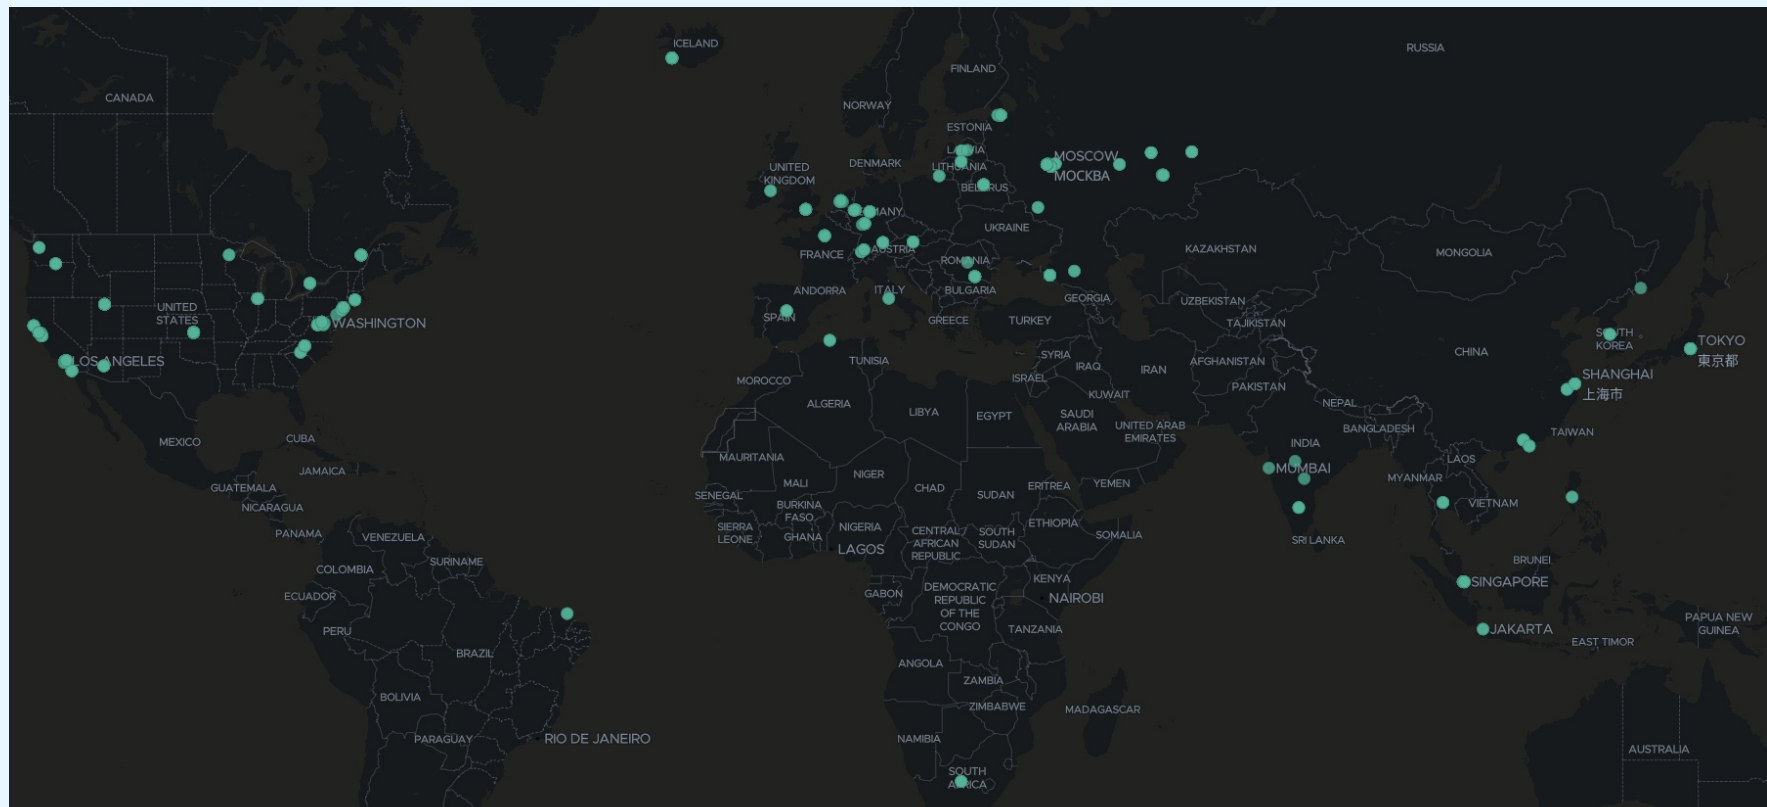 ICELAND
RUSSIA
FINLAND
CANADA
NORWAY
ESTONIA
MOSCOW
МОСКВА
DENMARK
UNITED
KINGDOM
UKRAINE
FRANCE
AUSTRIA
ROMANIA
KAZAKHSTAN
MONGOLIA
ANDORRA
ITALY
BULGARIA
GEORGIA
UZBEKISTAN
UNITED
STATES
WASHINGTON
GREECE
TURKEY
TAJIKISTAN
KOREA
TOKYO
東京都
LOS ANGELES
TUNISIA
SYRIA
IRAQ
IRAN
AFGHANISTAN
CHINA
MOROCCO
ISRAEL
KUWAIT
PAKISTAN
SHANGHAI
上海市
ALGERIA
LIBYA
EGYPT
SAUDI
ARABIA
NEPAL
UNITED ARAB
EMIRATES
BANGLADESH
TAIWAN
MEXICO
CUBA
INDIA
MAURITANIA
LAOS
JAMAICA
MUMBAI
MYANMAR
GUATEMALA
MALI
NIGER
CHAD
SUDAN
ERITREA
YEMEN
SENEGAL
NICARAGUA
BURKINA
FASO
VIETNAM
PANAMA
VENEZUELA
SIERRA
LEONE
GHANA
NIGERIA
CENTRAL
AFRICAN
REPUBLIC
SOUTH
SUDAN
ETHIOPIA
SOMALIA
SRI LANKA
LAGOS
SURINAME
BRUNEI
COLOMBIA
ECUADOR
GABON
DEMOCRATIC
REPUBLIC
OF THE
CONGO
KENYA
NAIROBI
SINGAPORE
PERU
TANZANIA
JAKARTA
EAST TIMOR
PAPUA NEW
GUINEA
BRAZIL
ANGOLA
ZAMBIA
BOLIVIA
ZIMBABWE
MADAGASCAR
PARAGUAY
RIO DE JANEIRO
NAMIBIA
AUSTRALIA
SOUTH